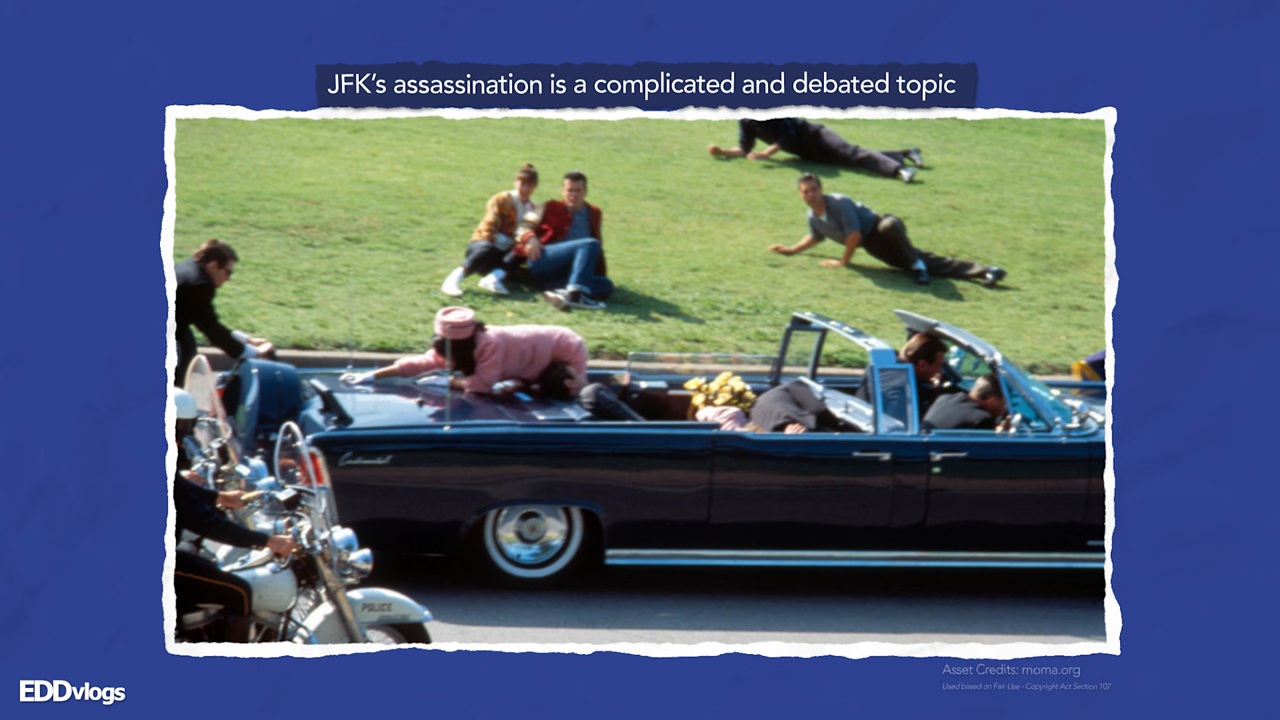 JFK's assassination is a complicated and debated topic
Continental
POLICE
Asset Credits: moma.org
Used based on Fair Use - Copyright Act Section 107
EDDvlogs